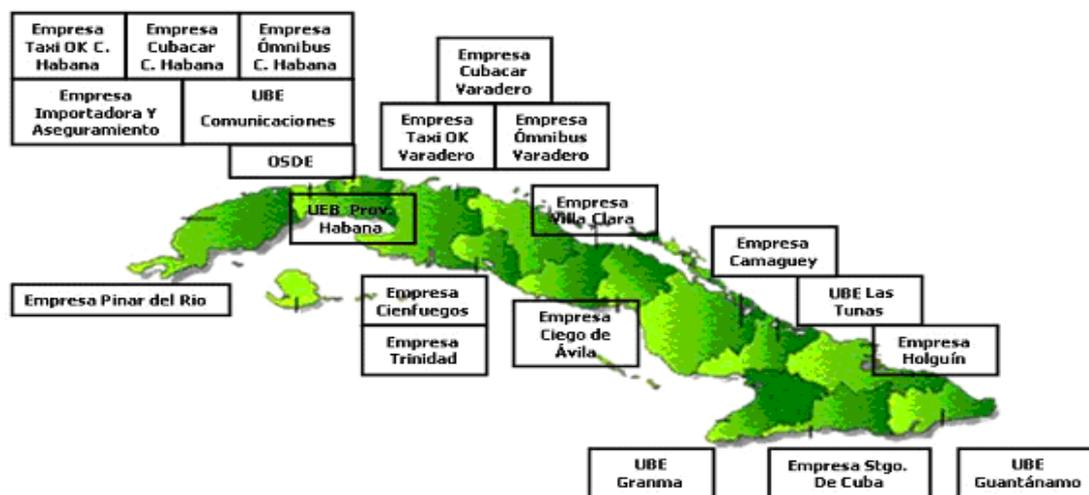 Empresa
Taxi OK C.
Habana
Empresa
Cubacar
C. Habana
Empresa
Ómnibus
C. Habana
Empresa
Importadora Y
Aseguramiento
UBE
Comunicaciones
OSDE
Empresa
Cubacar
Varadero
Empresa
Taxi OK
Varadero
Empresa
Ómnibus
Varadero
UEB Prov.
Habana
Empresa
Villa Clara
Empresa
Camaguey
Empresa Pinar del Rio
Empresa
Cienfuegos
Empresa
Trinidad
Empresa
Ciego de
Ávila
UBE Las
Tunas
Empresa
Holguín
UBE
Granma
Empresa Stgo.
De Cuba
UBE
Guantánamo